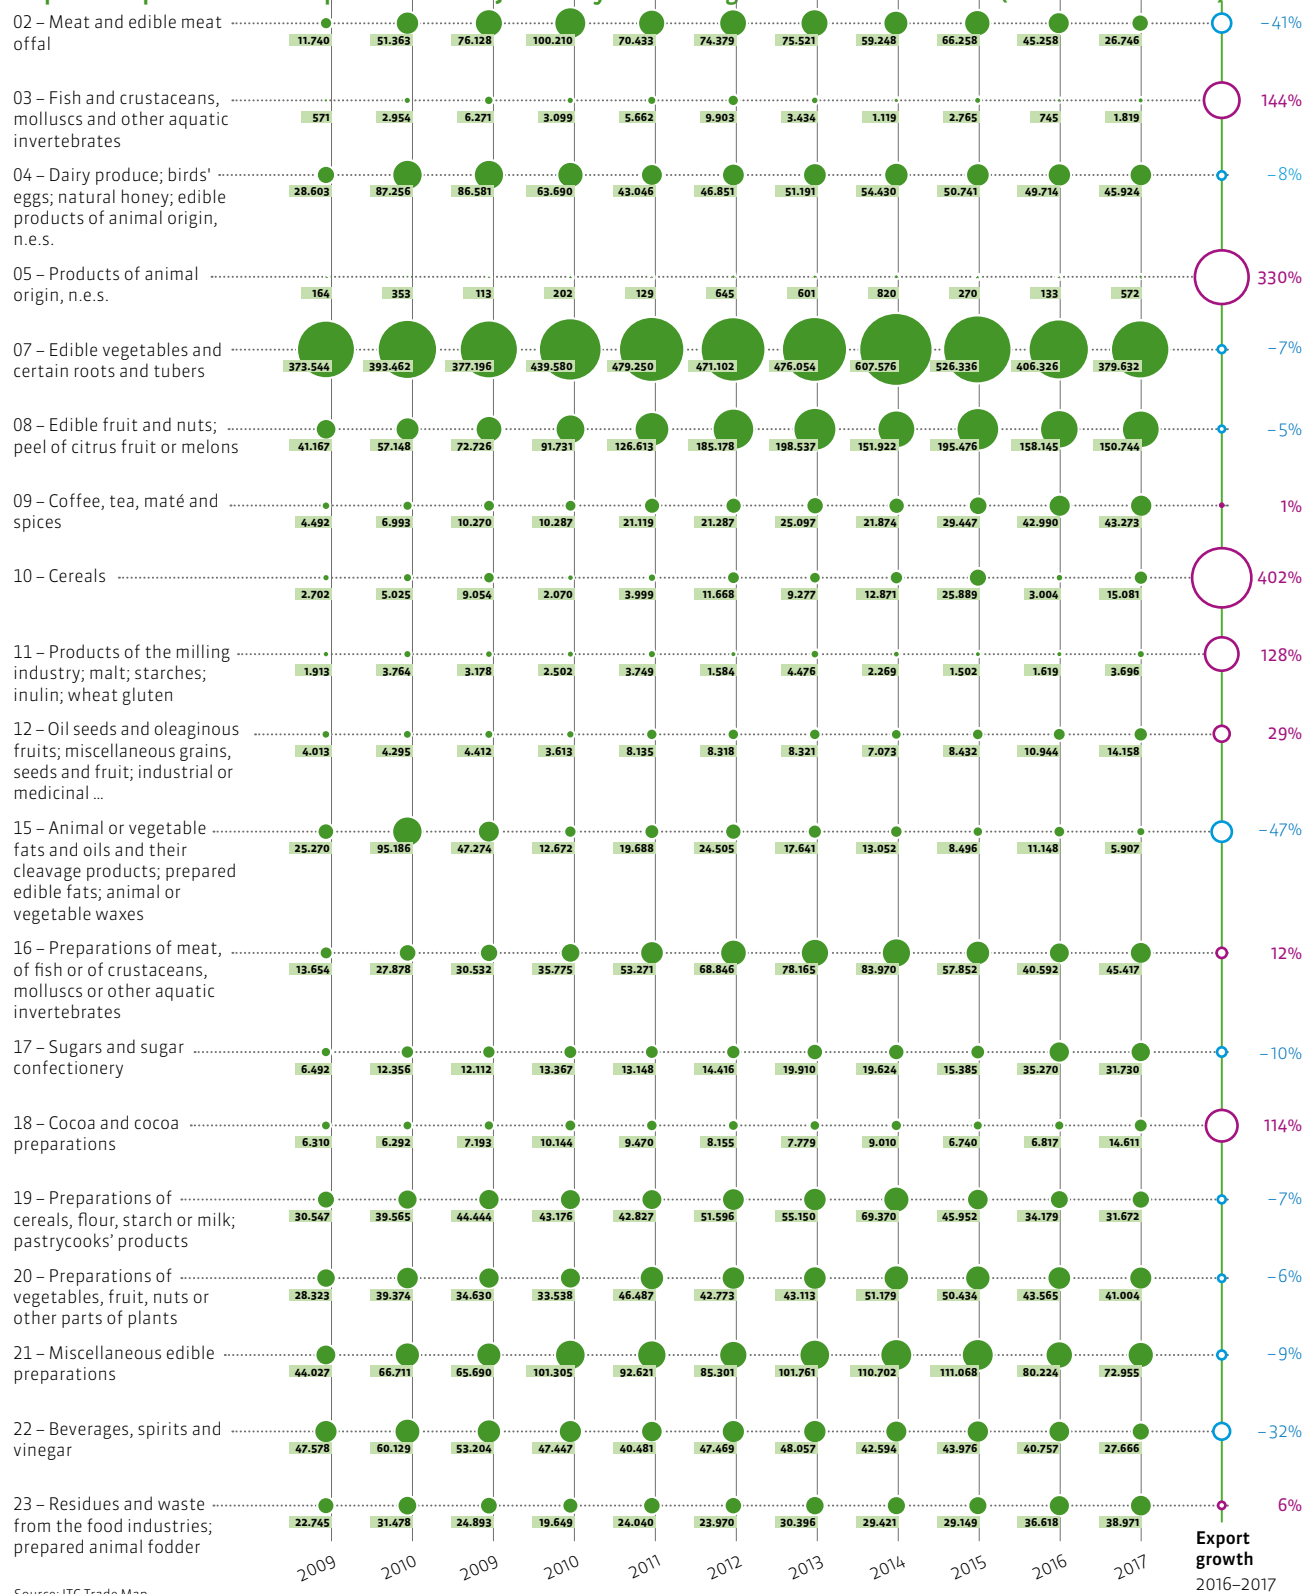 02 – Meat and edible meat
offal
11.740 51.363 76.128 100.210 70.433 74.379 75.521 59.248 66.258 45.258 26.746
–41%
03 – Fish and crustaceans,
molluscs and other aquatic
invertebrates
571 2.954 6.271 3.099 5.662 9.903 3.434 1.119 2.765 745 1.819
144%
04 – Dairy produce; birds'
eggs; natural honey; edible
products of animal origin,
n.e.s.
28.603 87.256 86.581 63.690 43.046 46.851 51.191 54.430 50.741 49.714 45.924
–8%
05 – Products of animal
origin, n.e.s.
164 353 113 202 129 645 601 820 270 133 572
330%
07 – Edible vegetables and
certain roots and tubers
373.544 393.462 377.196 439.580 479.250 471.102 476.054 607.576 526.336 406.326 379.632
–7%
08 – Edible fruit and nuts;
peel of citrus fruit or melons
41.167 57.148 72.726 91.731 126.613 185.178 198.537 151.922 195.476 158.145 150.744
–5%
09 – Coffee, tea, maté and
spices
4.492 6.993 10.270 10.287 21.119 21.287 25.097 21.874 29.447 42.990 43.273
1%
10 – Cereals
2.702 5.025 9.054 2.070 3.999 11.668 9.277 12.871 25.889 3.004 15.081
402%
11 – Products of the milling
industry; malt; starches;
inulin; wheat gluten
1.913 3.764 3.178 2.502 3.749 1.584 4.476 2.269 1.502 1.619 3.696
128%
12 – Oil seeds and oleaginous
fruits; miscellaneous grains,
seeds and fruit; industrial or
medicinal ...
4.013 4.295 4.412 3.613 8.135 8.318 8.321 7.073 8.432 10.944 14.158
29%
15 – Animal or vegetable
fats and oils and their
cleavage products; prepared
edible fats; animal or
vegetable waxes
25.270 95.186 47.274 12.672 19.688 24.505 17.641 13.052 8.496 11.148 5.907
–47%
16 – Preparations of meat,
of fish or of crustaceans,
molluscs or other aquatic
invertebrates
13.654 27.878 30.532 35.775 53.271 68.846 78.165 83.970 57.852 40.592 45.417
12%
17 – Sugars and sugar
confectionery
6.492 12.356 12.112 13.367 13.148 14.416 19.910 19.624 15.385 35.270 31.730
–10%
18 – Cocoa and cocoa
preparations
6.310 6.292 7.193 10.144 9.470 8.155 7.779 9.010 6.740 6.817 14.611
114%
19 – Preparations of
cereals, flour, starch or milk;
pastrycooks’ products
30.547 39.565 44.444 43.176 42.827 51.596 55.150 69.370 45.952 34.179 31.672
–7%
20 – Preparations of
vegetables, fruit, nuts or
other parts of plants
28.323 39.374 34.630 33.538 46.487 42.773 43.113 51.179 50.434 43.565 41.004
–6%
21 – Miscellaneous edible
preparations
44.027 66.711 65.690 101.305 92.621 85.301 101.761 110.702 111.068 80.224 72.955
–9%
22 – Beverages, spirits and
vinegar
47.578 60.129 53.204 47.447 40.481 47.469 48.057 42.594 43.976 40.757 27.666
–32%
23 – Residues and waste
from the food industries;
prepared animal fodder
22.745 31.478 24.893 19.649 24.040 23.970 30.396 29.421 29.149 36.618 38.971
6%
2009 2010 2009 2010 2011 2012 2013 2014 2015 2016 2017
Export
growth
2016–2017
Source: ITC Trade Map